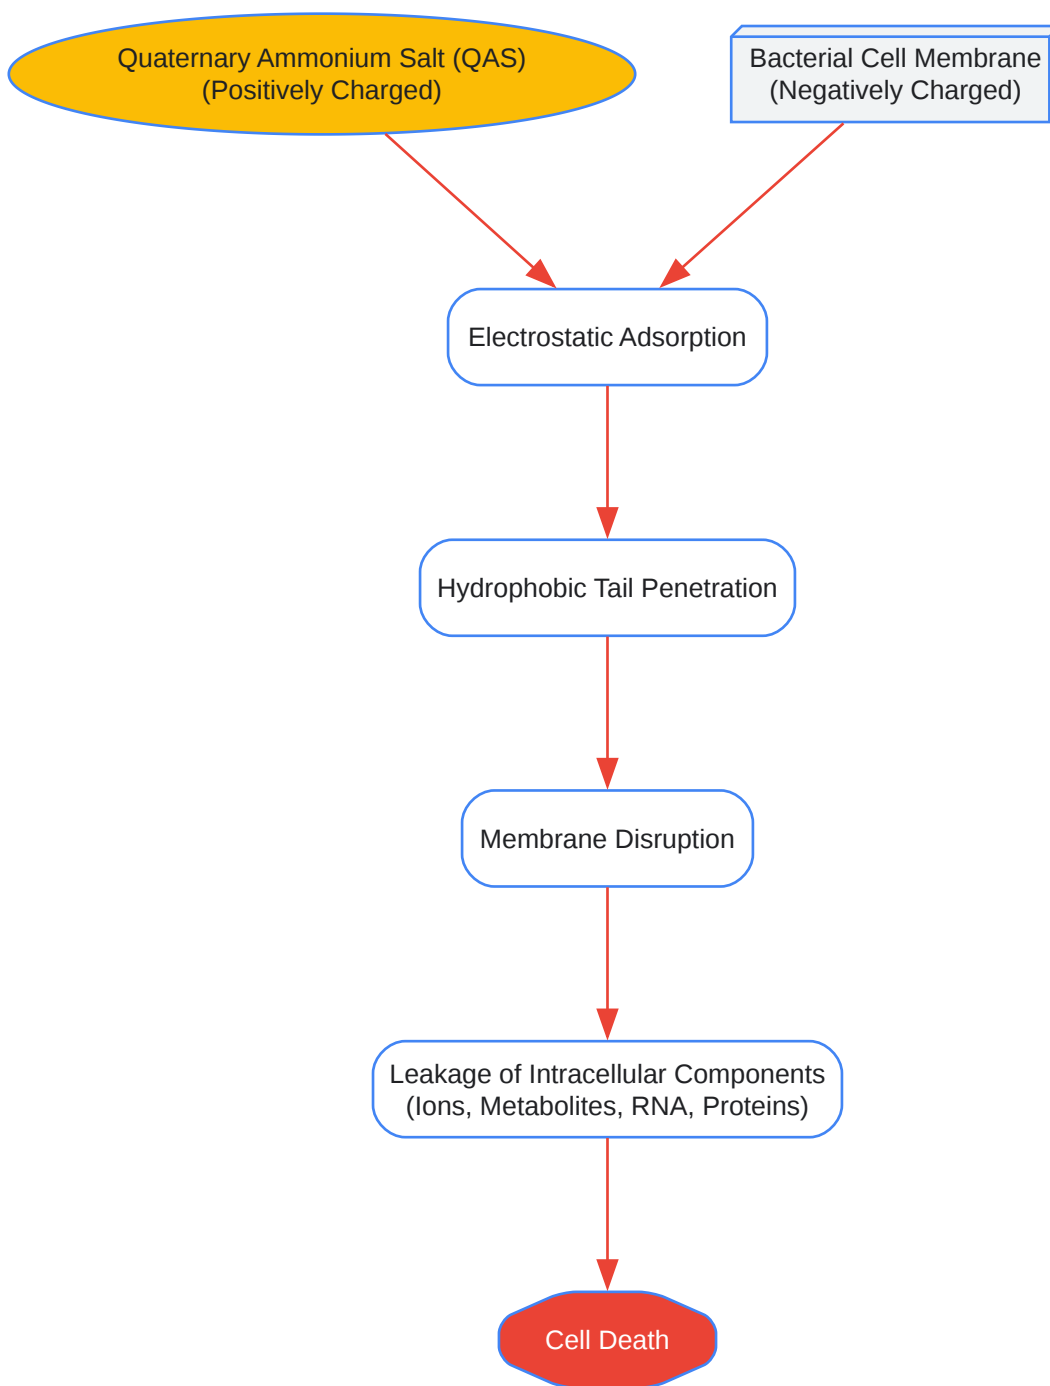 Quaternary Ammonium Salt (QAS)
(Positively Charged)
Bacterial Cell Membrane
(Negatively Charged)
Electrostatic Adsorption
Hydrophobic Tail Penetration
Membrane Disruption
Leakage of Intracellular Components
(Ions, Metabolites, RNA, Proteins)
Cell Death